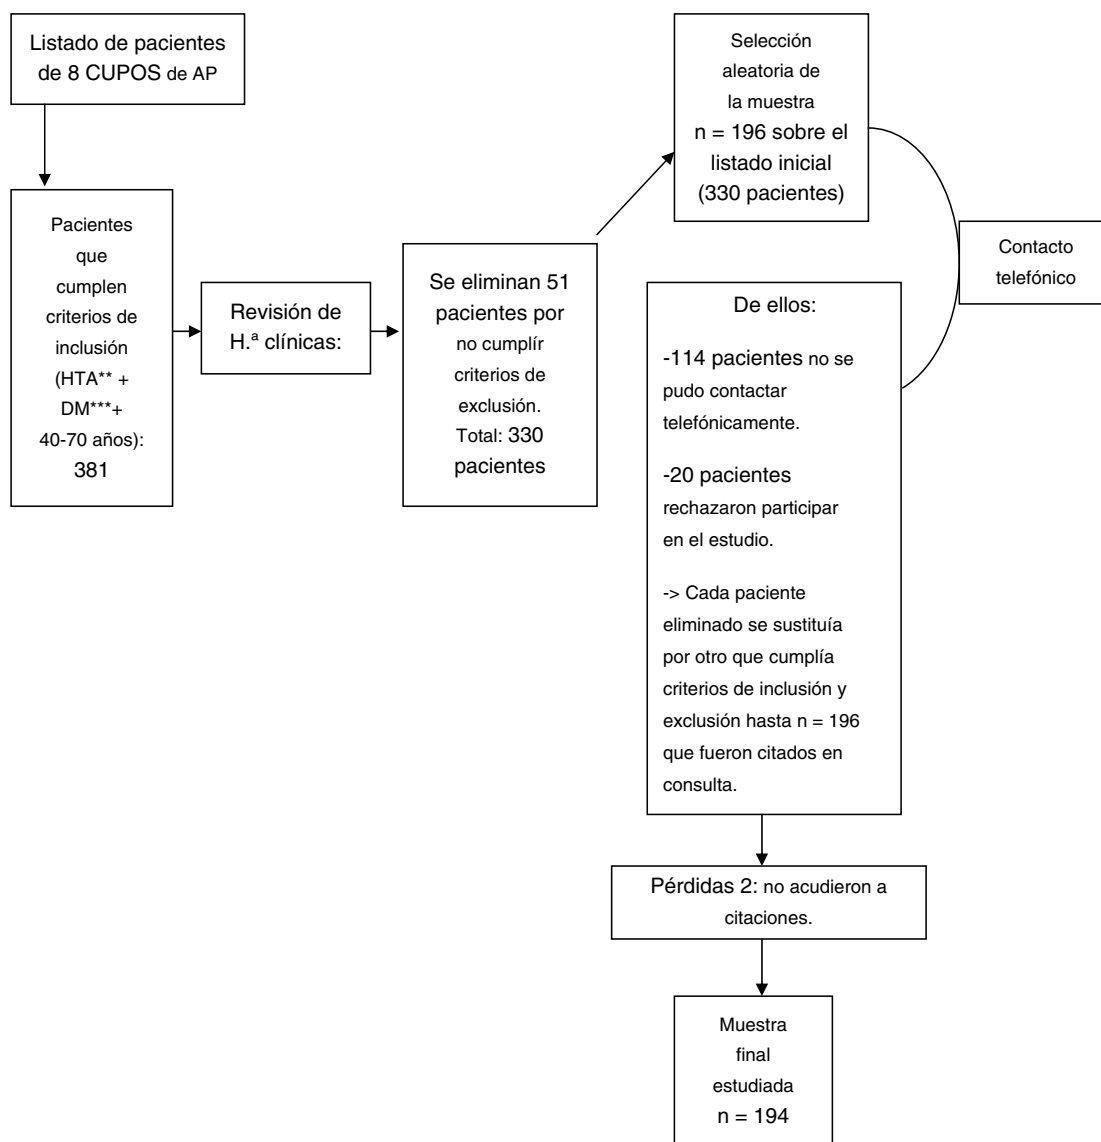 Listado de pacientes
de 8 CUPOS de AP
Pacientes
que
cumplen
criterios de
inclusión
(HTA** +
DM***+
40-70 años):
381
Revisión de
H.ª clínicas:
Se eliminan 51
pacientes por
no cumplír
criterios de
exclusión.
Total: 330
pacientes
Selección
aleatoria de
la muestra
n = 196 sobre el
listado inicial
(330 pacientes)
Contacto
telefónico
De ellos:
-114 pacientes no se
pudo contactar
telefónicamente.
-20 pacientes
rechazaron participar
en el estudio.
-> Cada paciente
eliminado se sustituía
por otro que cumplía
criterios de inclusión y
exclusión hasta n = 196
que fueron citados en
consulta.
Pérdidas 2: no acudieron a
citaciones.
Muestra
final
estudiada
n = 194